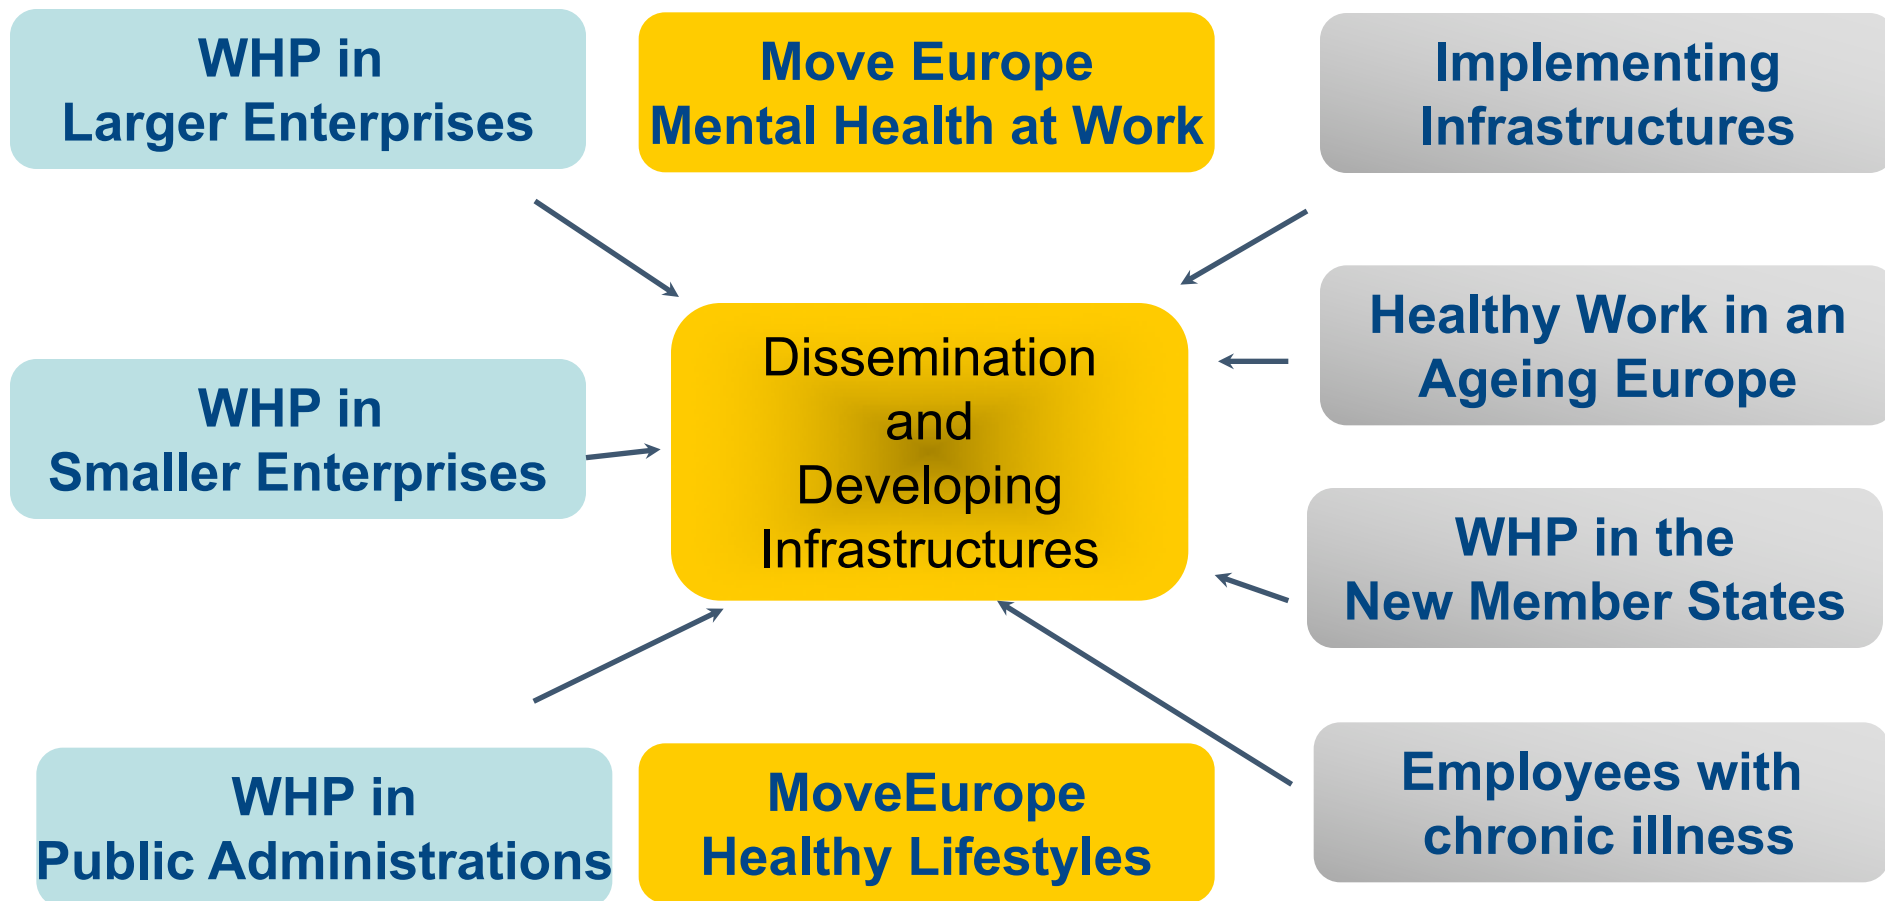 WHP in
Larger Enterprises
Move Europe
Mental Health at Work
Implementing
Infrastructures
WHP in
Smaller Enterprises
Dissemination
and
Developing
Infrastructures
Healthy Work in an
Ageing Europe
WHP in the
New Member States
WHP in
Public Administrations
MoveEurope
Healthy Lifestyles
Employees with
chronic illness